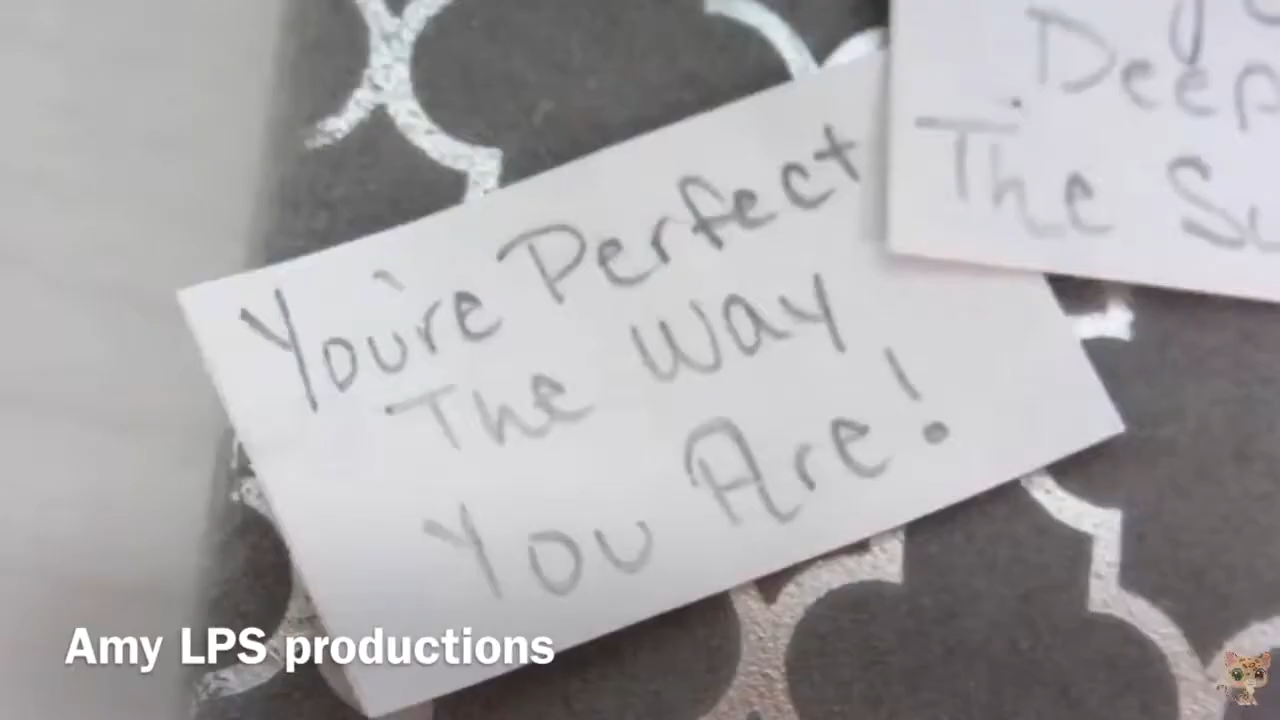 You're Perfect
The Way
You Are!
Deep
The
Amy LPS productions